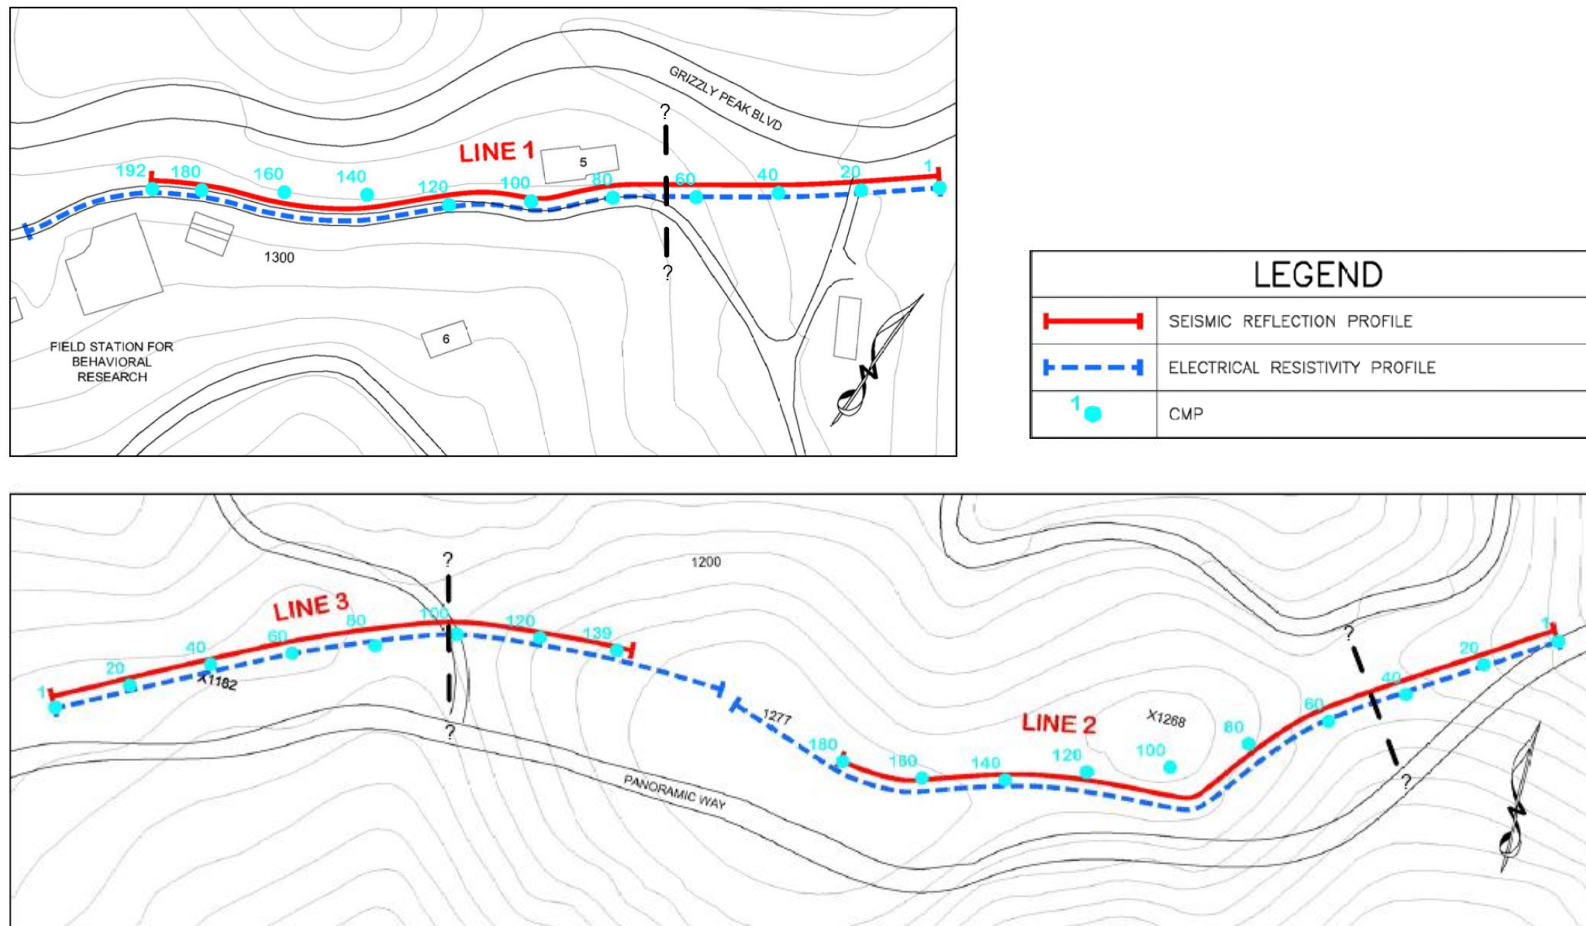 GRIZZLY PEAK BLVD
?
LINE 1
5
192 180 160 140 120 100 80 60 40 20 1
?
1300
6
FIELD STATION FOR
BEHAVIORAL
RESEARCH
N
LEGEND
SEISMIC REFLECTION PROFILE
ELECTRICAL RESISTIVITY PROFILE
1 CMP
?
1200
LINE 3
1 20 40 60 80 100 120 139
X1182
?
1277
PANORAMIC WAY
LINE 2
X1268
180 160 140 120 100 80 60 40 20 1
?
?
N